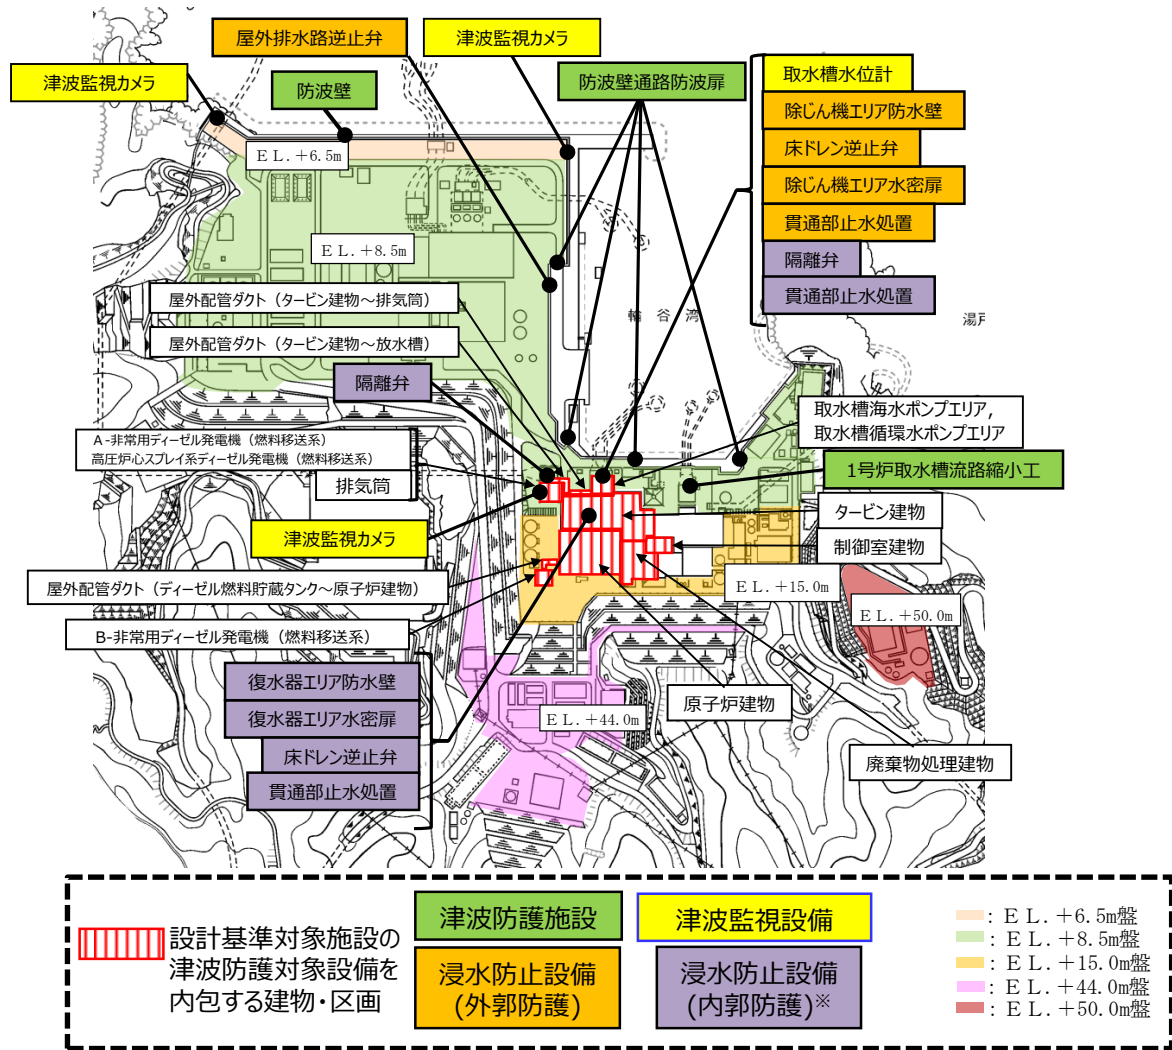 屋外排水路逆止弁
津波監視カメラ
津波監視カメラ
防波壁
防波壁通路防波扉
取水槽水位計
除じん機エリア防水壁
床ドレン逆止弁
除じん機エリア水密扉
貫通部止水処置
隔離弁
貫通部止水処置
EL.+6.5m
EL.+8.5m
屋外配管ダクト（タービン建物～排気筒）
屋外配管ダクト（タービン建物～放水槽）
輪谷湾
隔離弁
取水槽海水ポンプエリア，
取水槽循環水ポンプエリア
A-非常用ディーゼル発電機（燃料移送系）
高圧炉心スプレイ系ディーゼル発電機（燃料移送系）
排気筒
1号炉取水槽流路縮小工
タービン建物
津波監視カメラ
制御室建物
屋外配管ダクト（ディーゼル燃料貯蔵タンク～原子炉建物）
EL.+15.0m
EL.+50.0m
B-非常用ディーゼル発電機（燃料移送系）
復水器エリア防水壁
復水器エリア水密扉
床ドレン逆止弁
貫通部止水処置
原子炉建物
EL.+44.0m
廃棄物処理建物
設計基準対象施設の
津波防護対象設備を
内包する建物・区画
津波防護施設
津波監視設備
浸水防止設備
(外郭防護)
浸水防止設備
(内郭防護)※
：EL.+6.5m盤
：EL.+8.5m盤
：EL.+15.0m盤
：EL.+44.0m盤
：EL.+50.0m盤